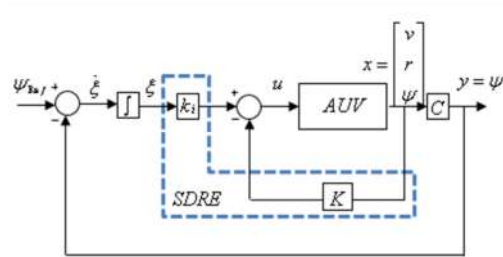 v
x =
r
ψ_Ref + ξ̇ ∫ ξ k_i + u AUV ψ C y = ψ
−
−
SDRE
K